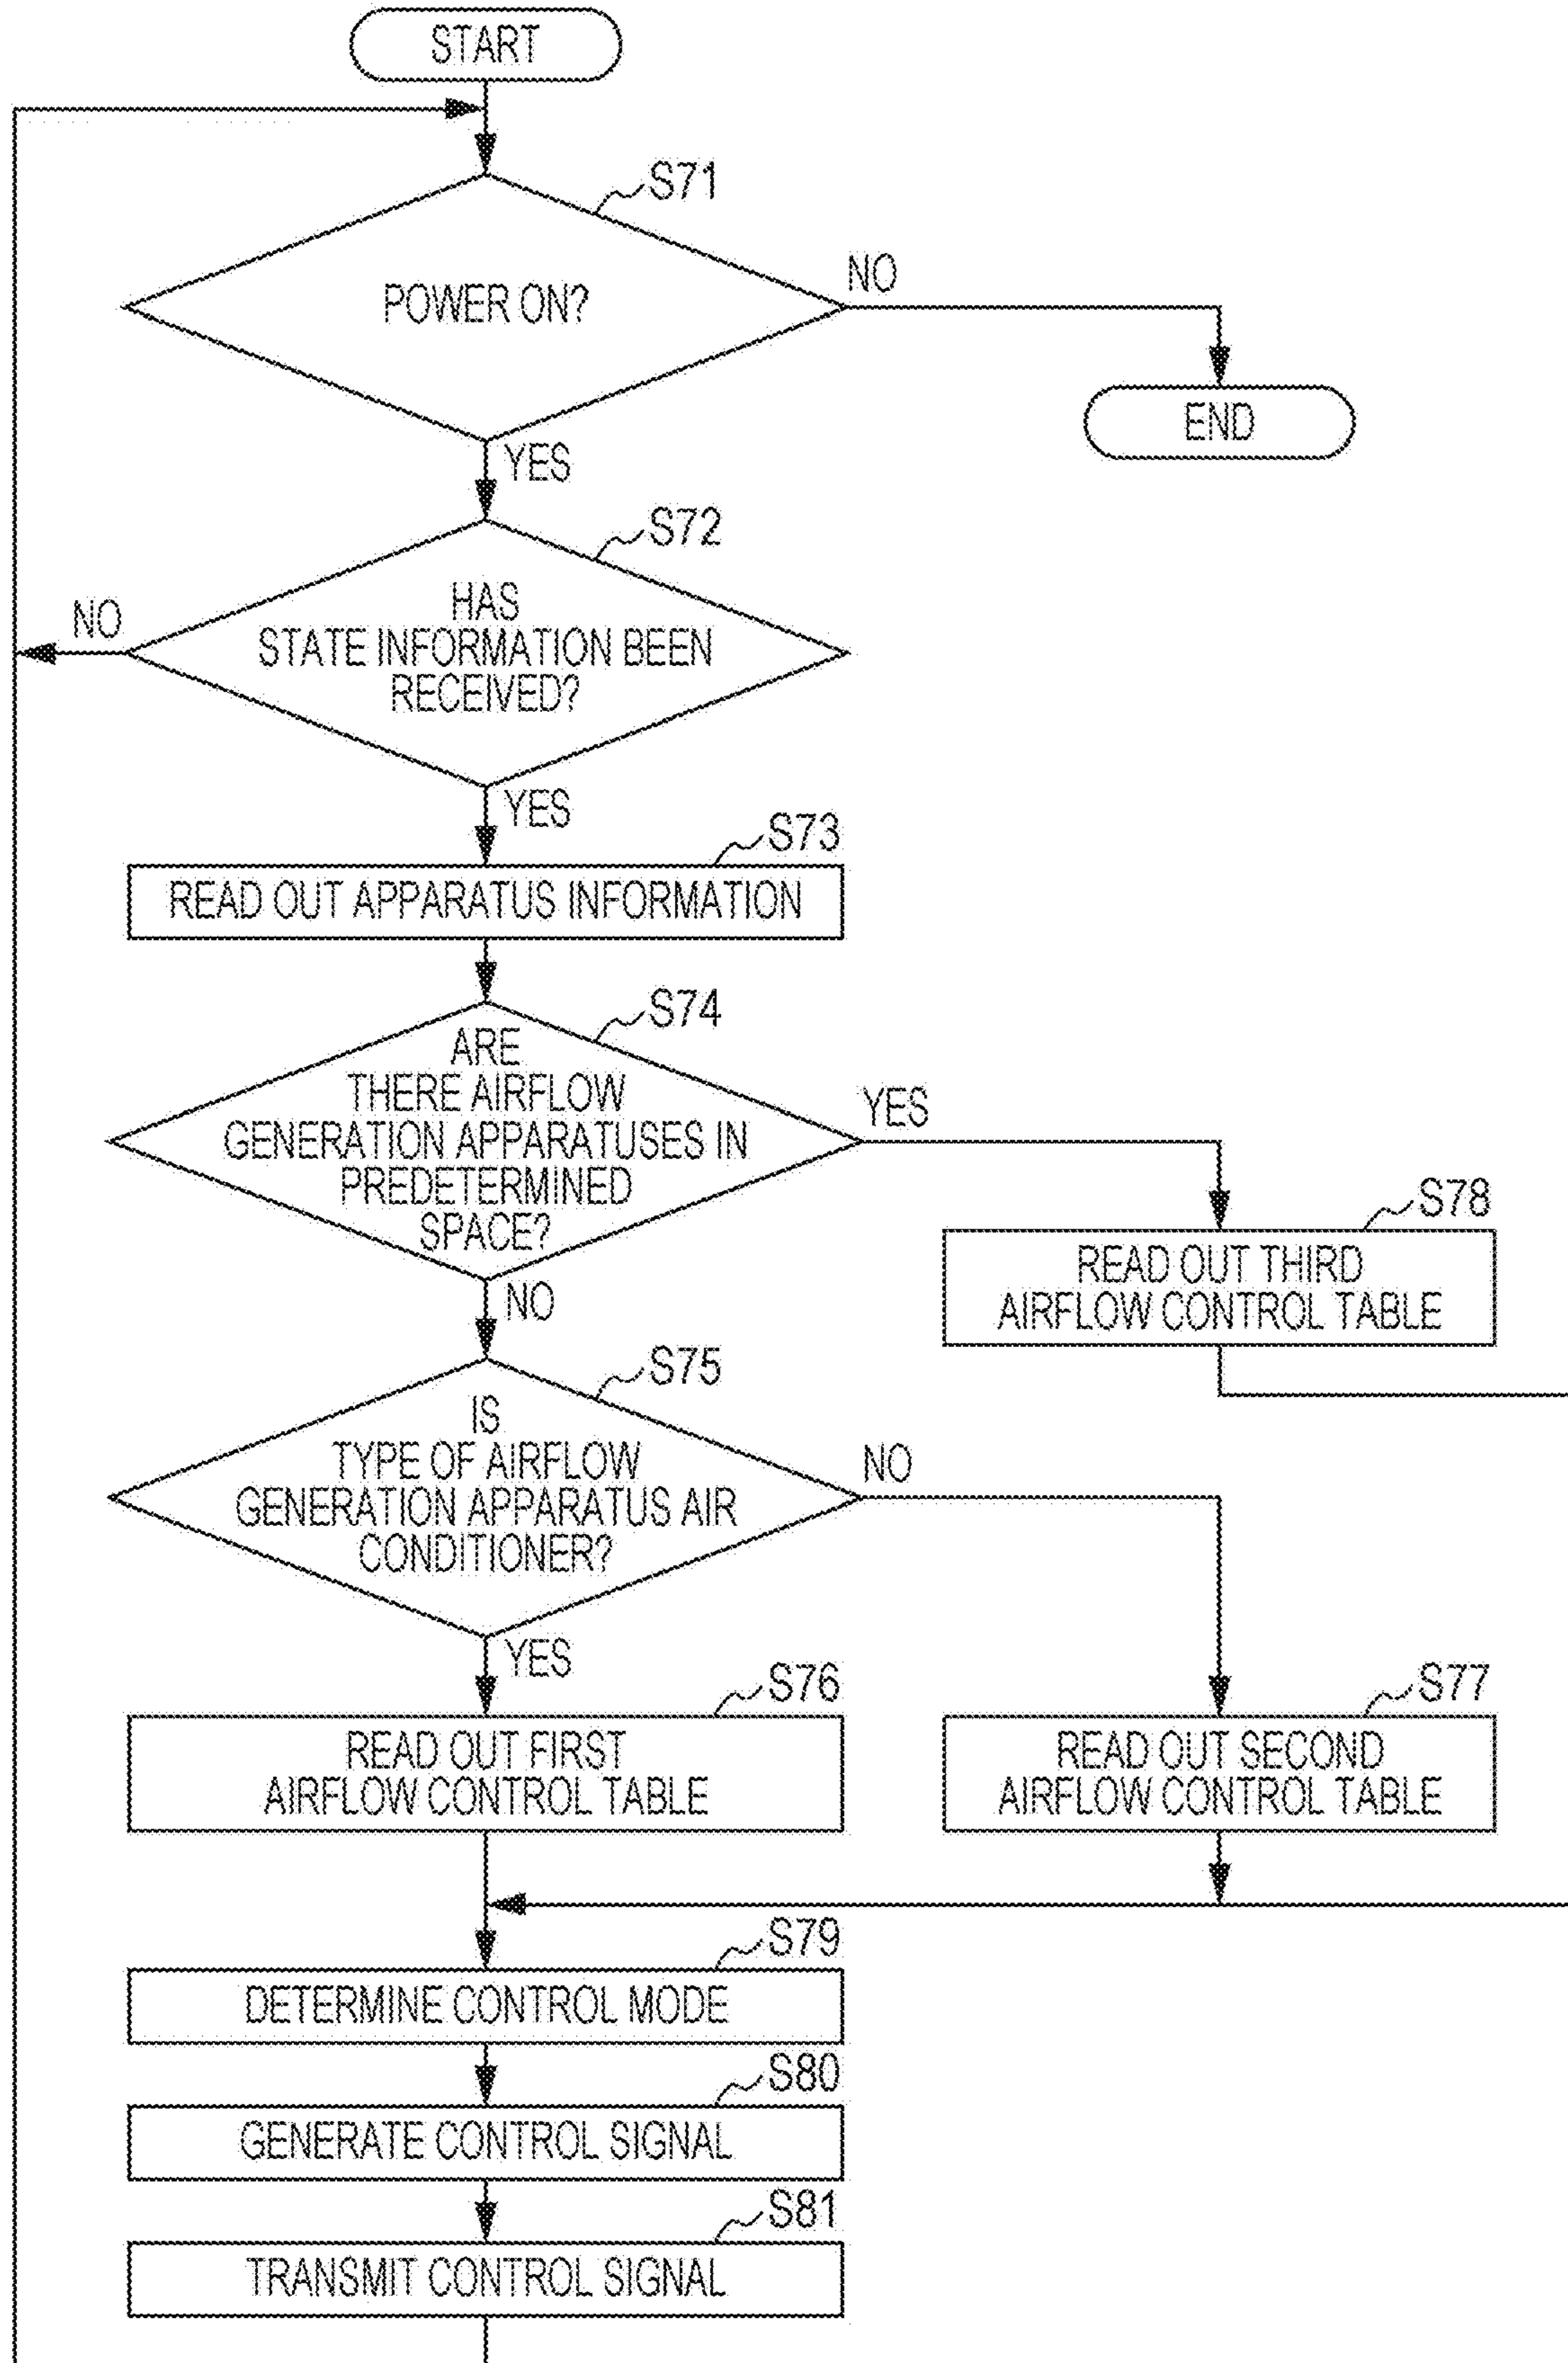 START
S71
POWER ON?
NO
END
YES
S72
HAS
STATE INFORMATION BEEN
RECEIVED?
NO
YES
S73
READ OUT APPARATUS INFORMATION
S74
ARE
THERE AIRFLOW
GENERATION APPARATUSES IN
PREDETERMINED
SPACE?
YES
NO
S78
READ OUT THIRD
AIRFLOW CONTROL TABLE
S75
IS
TYPE OF AIRFLOW
GENERATION APPARATUS AIR
CONDITIONER?
NO
YES
S76
READ OUT FIRST
AIRFLOW CONTROL TABLE
S77
READ OUT SECOND
AIRFLOW CONTROL TABLE
S79
DETERMINE CONTROL MODE
S80
GENERATE CONTROL SIGNAL
S81
TRANSMIT CONTROL SIGNAL